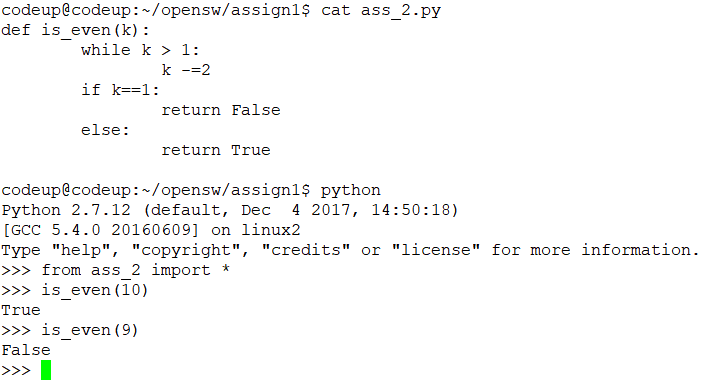 codeup@codeup:~/opensw/assign1$ cat ass_2.py
def is_even(k):
        while k > 1:
                k -=2
        if k==1:
                return False
        else:
                return True

codeup@codeup:~/opensw/assign1$ python
Python 2.7.12 (default, Dec  4 2017, 14:50:18)
[GCC 5.4.0 20160609] on linux2
Type "help", "copyright", "credits" or "license" for more information.
>>> from ass_2 import *
>>> is_even(10)
True
>>> is_even(9)
False
>>>